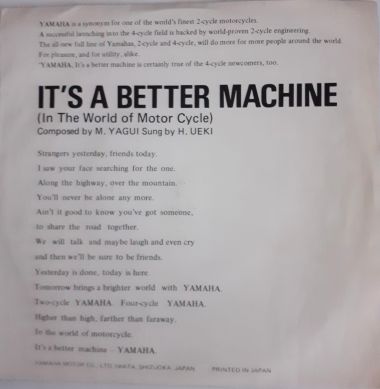 YAMAHA is a synonym for one of the world's finest 2-cycle motorcycles.
A successful launching into the 4-cycle field is backed by world-proven 2-cycle engineering.
The all-new full line of Yamahas, 2-cycle and 4-cycle, will do more for more people around the world.
For pleasure, and for utility, alike.
"YAMAHA, It's a better machine is certainly true of the 4-cycle newcomers, too.
IT'S A BETTER MACHINE
(In The World of Motor Cycle)
Composed by M. YAGUI Sung by H. UEKI
Strangers yesterday, friends today.
I saw your face searching for the one.
Along the highway, over the mountain.
You'll never be alone any more.
Ain't it good to know you've got someone,
to share the road together.
We will talk and maybe laugh and even cry
and then we'll be sure to be friends.
Yesterday is done, today is here.
Tomorrow brings a brighter world with YAMAHA.
Two-cycle YAMAHA. Four-cycle YAMAHA.
Higher than high, farther than faraway.
In the world of motorcycle.
It's a better machine - YAMAHA.
YAMAHA MOTOR CO., LTD. IWATA, SHIZUOKA, JAPAN PRINTED IN JAPAN